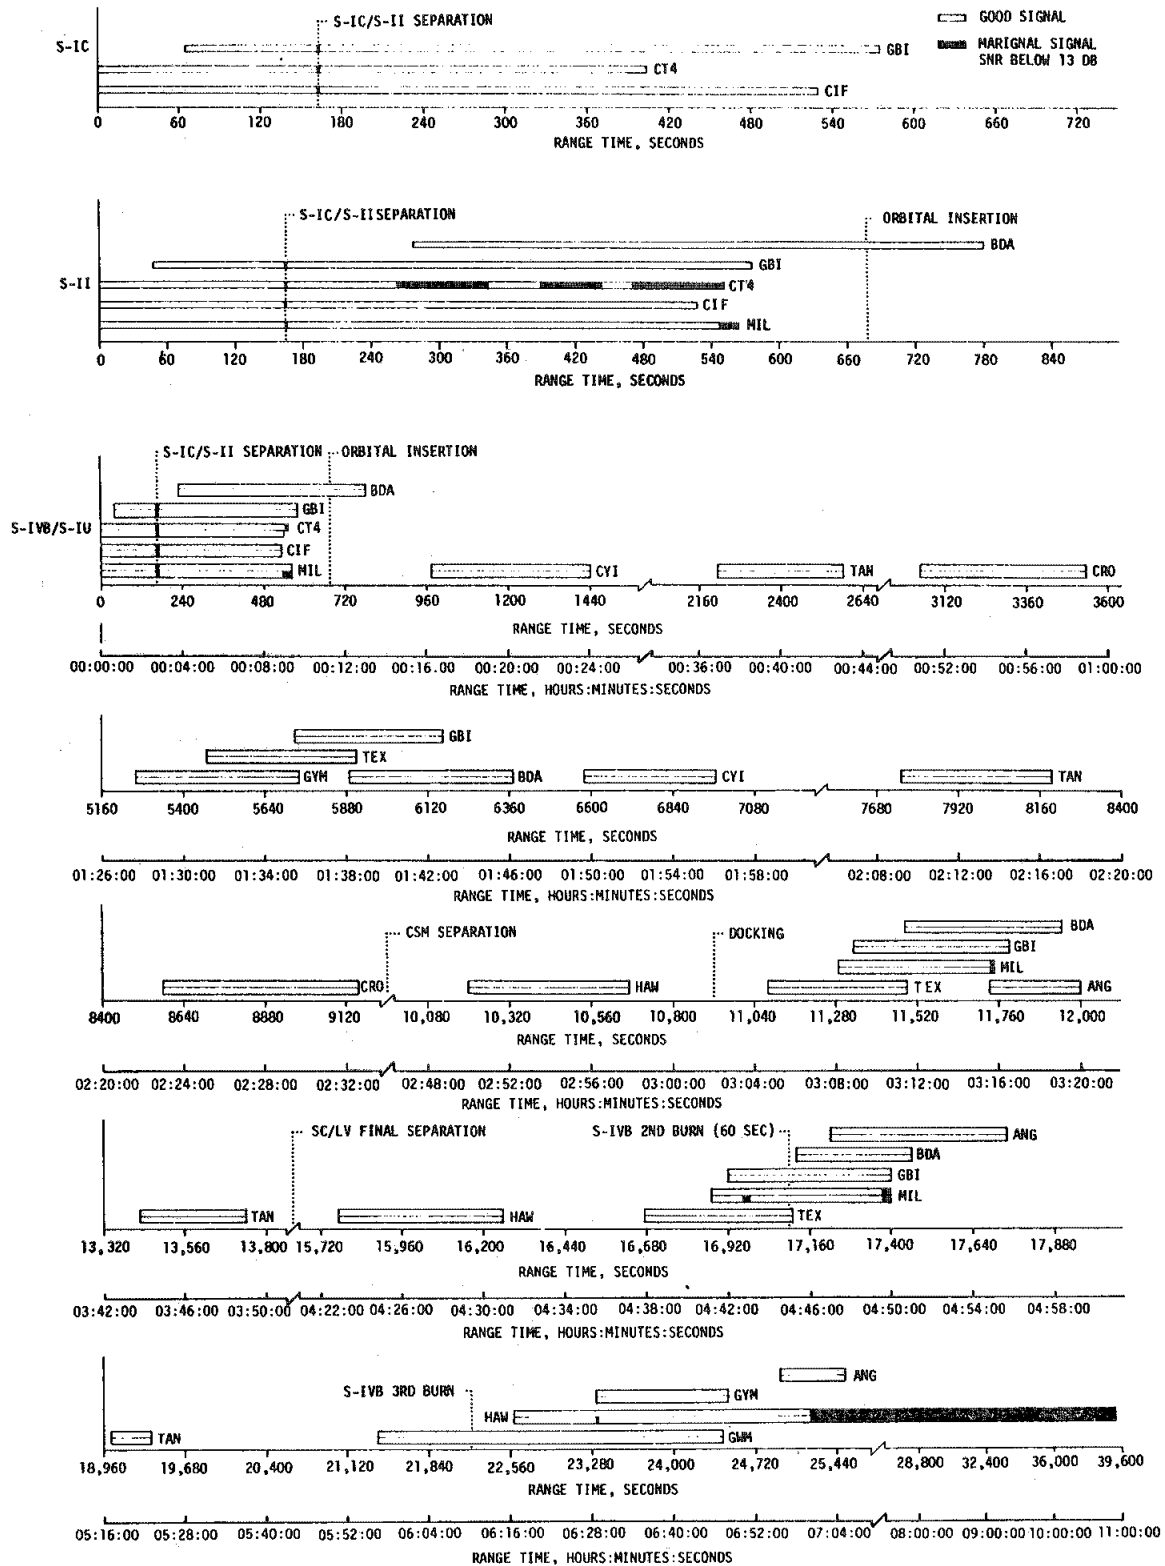 S-IC/S-II SEPARATION
GOOD SIGNAL
S-IC
MARIGNAL SIGNAL
SNR BELOW 13 DB
GBI
CT4
CIF
0 60 120 180 240 300 360 420 480 540 600 660 720
RANGE TIME, SECONDS
S-IC/S-IISEPARATION
ORBITAL INSERTION
BDA
GBI
S-II
CT4
CIF
MIL
0 60 120 180 240 300 360 420 480 540 600 660 720 780 840
RANGE TIME, SECONDS
S-IC/S-II SEPARATION
ORBITAL INSERTION
BDA
GBI
S-IVB/S-IU
CT4
CIF
MIL CYI TAN CRO
0 240 480 720 960 1200 1440 2160 2400 2640 3120 3360 3600
RANGE TIME, SECONDS
00:00:00 00:04:00 00:08:00 00:12:00 00:16:00 00:20:00 00:24:00 00:36:00 00:40:00 00:44:00 00:52:00 00:56:00 01:00:00
RANGE TIME, HOURS:MINUTES:SECONDS
GBI
TEX
GYM BDA CYI TAN
5160 5400 5640 5880 6120 6360 6600 6840 7080 7680 7920 8160 8400
RANGE TIME, SECONDS
01:26:00 01:30:00 01:34:00 01:38:00 01:42:00 01:46:00 01:50:00 01:54:00 01:58:00 02:08:00 02:12:00 02:16:00 02:20:00
RANGE TIME, HOURS:MINUTES:SECONDS
CSM SEPARATION
DOCKING
BDA
GBI
MIL
CRO HAW TEX ANG
8400 8640 8880 9120 10,080 10,320 10,560 10,800 11,040 11,280 11,520 11,760 12,000
RANGE TIME, SECONDS
02:20:00 02:24:00 02:28:00 02:32:00 02:48:00 02:52:00 02:56:00 03:00:00 03:04:00 03:08:00 03:12:00 03:16:00 03:20:00
RANGE TIME, HOURS:MINUTES:SECONDS
SC/LV FINAL SEPARATION
S-IVB 2ND BURN (60 SEC)
ANG
BDA
GBI
MIL
TAN HAW TEX
13,320 13,560 13,800 15,720 15,960 16,200 16,440 16,680 16,920 17,160 17,400 17,640 17,880
RANGE TIME, SECONDS
03:42:00 03:46:00 03:50:00 04:22:00 04:26:00 04:30:00 04:34:00 04:38:00 04:42:00 04:46:00 04:50:00 04:54:00 04:58:00
RANGE TIME, HOURS:MINUTES:SECONDS
ANG
S-IVB 3RD BURN
GYM
HAW
TAN GWM
18,960 19,680 20,400 21,120 21,840 22,560 23,280 24,000 24,720 25,440 28,800 32,400 36,000 39,600
RANGE TIME, SECONDS
05:16:00 05:28:00 05:40:00 05:52:00 06:04:00 06:16:00 06:28:00 06:40:00 06:52:00 07:04:00 08:00:00 09:00:00 10:00:00 11:00:00
RANGE TIME, HOURS:MINUTES:SECONDS